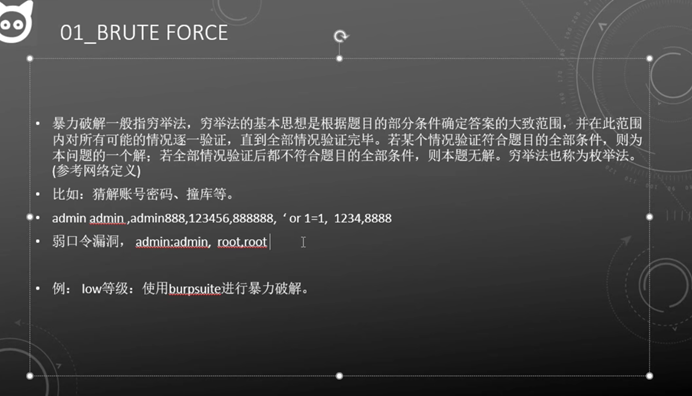 01_BRUTE FORCE
• 暴力破解一般指穷举法，穷举法的基本思想是根据题目的部分条件确定答案的大致范围，并在此范围
内对所有可能的情况逐一验证，直到全部情况验证完毕。若某个情况验证符合题目的全部条件，则为
本问题的一个解；若全部情况验证后都不符合题目的全部条件，则本题无解。穷举法也称为枚举法。
(参考网络定义)
• 比如：猜解账号密码、撞库等。
• admin admin ,admin888,123456,888888, ‘ or 1=1, 1234,8888
• 弱口令漏洞， admin:admin, root,root
• 例： low等级：使用burpsuite进行暴力破解。